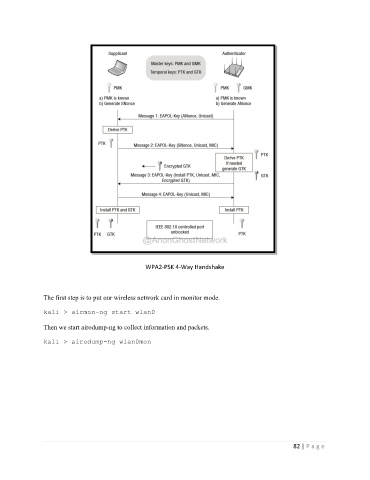 Supplicant
Authenticator
Master keys: PMK and GMK
Temporal keys: PTK and GTK
PMK
PMK
GMK
a) PMK is known
b) Generate SNonce
a) PMK is known
b) Generate ANonce
Message 1: EAPOL-Key (ANonce, Unicast)
Derive PTK
PTK
Message 2: EAPOL-Key (SNonce, Unicast, MIC)
Derive PTK
If needed
generate GTK
PTK
Encrypted GTK
GTK
Message 3: EAPOL-Key (Install PTK, Unicast, MIC,
Encrypted GTK)
Message 4: EAPOL-Key (Unicast, MIC)
Install PTK and GTK
Install PTK
IEEE 802.1X controlled port
unblocked
PTK
GTK
PTK
@AnonGhostNetwork
WPA2-PSK 4-Way Handshake
The first step is to put our wireless network card in monitor mode.
kali > airmon-ng start wlan0
Then we start airodump-ng to collect information and packets.
kali > airodump-ng wlan0mon
82 | Page